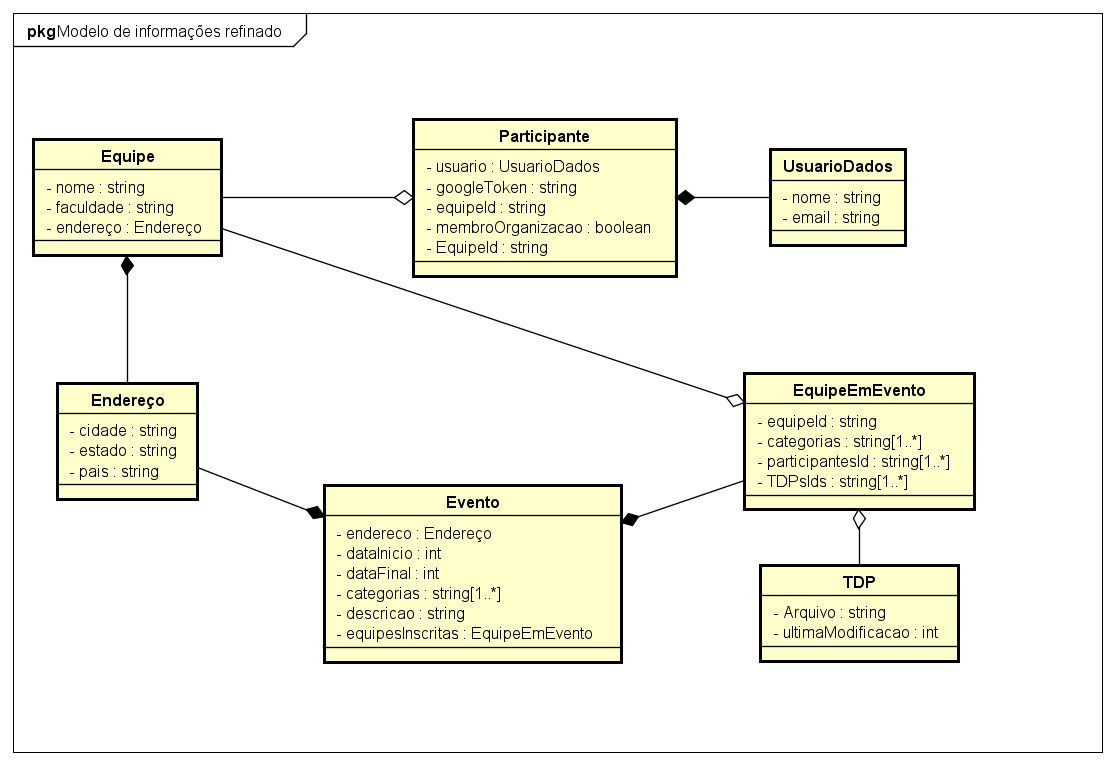 pkg Modelo de informações refinado
Equipe
- nome : string
- faculdade : string
- endereço : Endereço
Participante
- usuario : UsuarioDados
- googleToken : string
- equipeId : string
- membroOrganizacao : boolean
- EquipeId : string
UsuarioDados
- nome : string
- email : string
Endereço
- cidade : string
- estado : string
- pais : string
EquipeEmEvento
- equipeId : string
- categorias : string[1..*]
- participantesId : string[1..*]
- TDPsIds : string[1..*]
Evento
- endereco : Endereço
- dataInicio : int
- dataFinal : int
- categorias : string[1..*]
- descricao : string
- equipesInscritas : EquipeEmEvento
TDP
- Arquivo : string
- ultimaModificacao : int